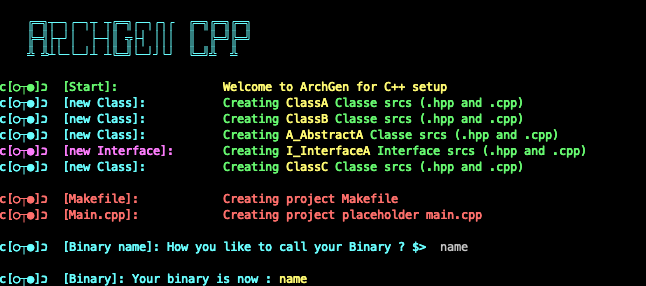 c[○┬●]ɔ [Start]: Welcome to ArchGen for C++ setup
c[○┬●]ɔ [new Class]: Creating ClassA Classe srcs (.hpp and .cpp)
c[○┬●]ɔ [new Class]: Creating ClassB Classe srcs (.hpp and .cpp)
c[○┬●]ɔ [new Class]: Creating A_AbstractA Classe srcs (.hpp and .cpp)
c[○┬●]ɔ [new Interface]: Creating I_InterfaceA Interface srcs (.hpp and .cpp)
c[○┬●]ɔ [new Class]: Creating ClassC Classe srcs (.hpp and .cpp)
c[○┬●]ɔ [Makefile]: Creating project Makefile
c[○┬●]ɔ [Main.cpp]: Creating project placeholder main.cpp
c[○┬●]ɔ [Binary name]: How you like to call your Binary ? $> name
c[○┬●]ɔ [Binary]: Your binary is now : name